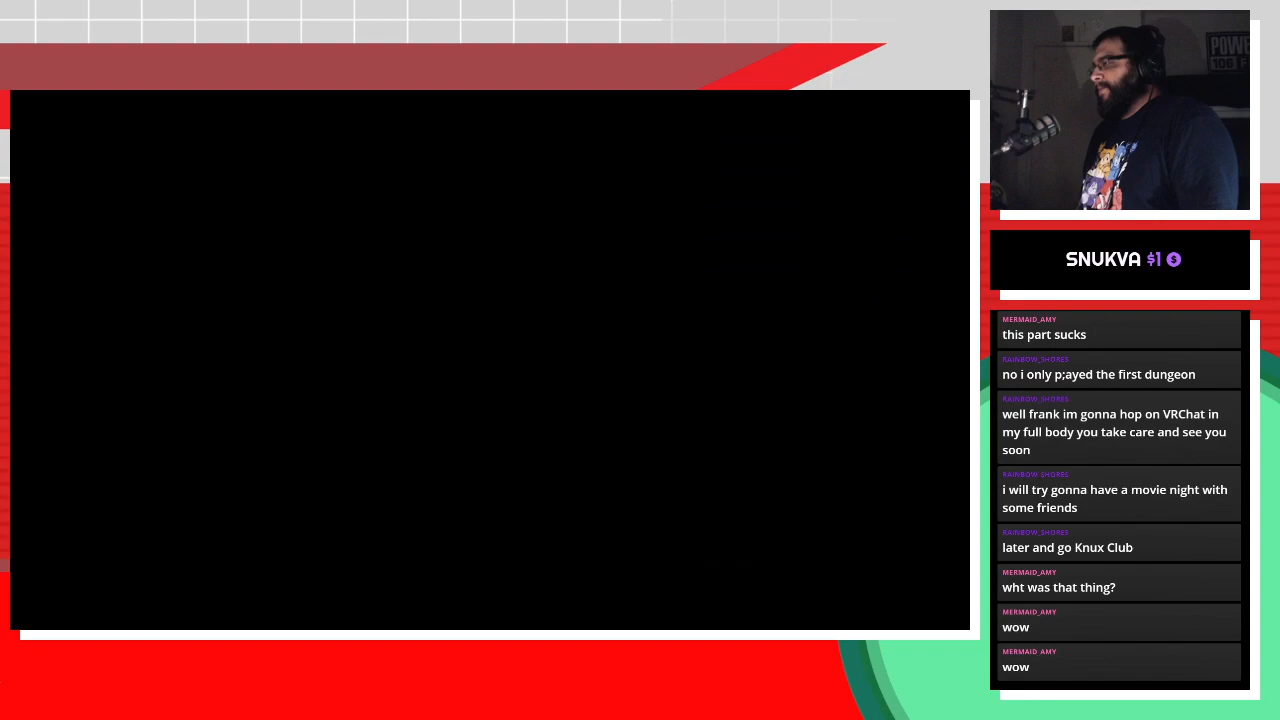 POWER
106 F
SNUKVA $1
MERMAID_AMY
this part sucks
RAINBOW_SHORES
no i only p;ayed the first dungeon
RAINBOW_SHORES
well frank im gonna hop on VRChat in
my full body you take care and see you
soon
RAINBOW_SHORES
i will try gonna have a movie night with
some friends
RAINBOW_SHORES
later and go Knux Club
MERMAID_AMY
wht was that thing?
MERMAID_AMY
wow
MERMAID_AMY
wow